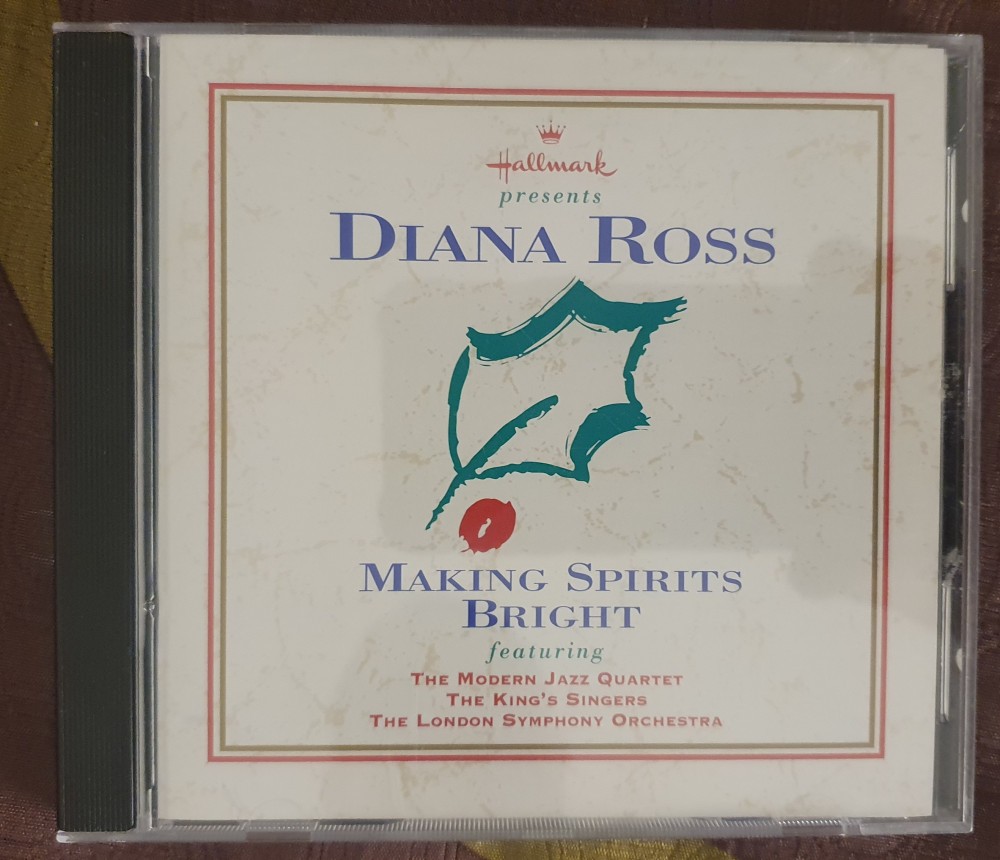 Hallmark
presents
DIANA ROSS
MAKING SPIRITS
BRIGHT
featuring
THE MODERN JAZZ QUARTET
THE KING'S SINGERS
THE LONDON SYMPHONY ORCHESTRA